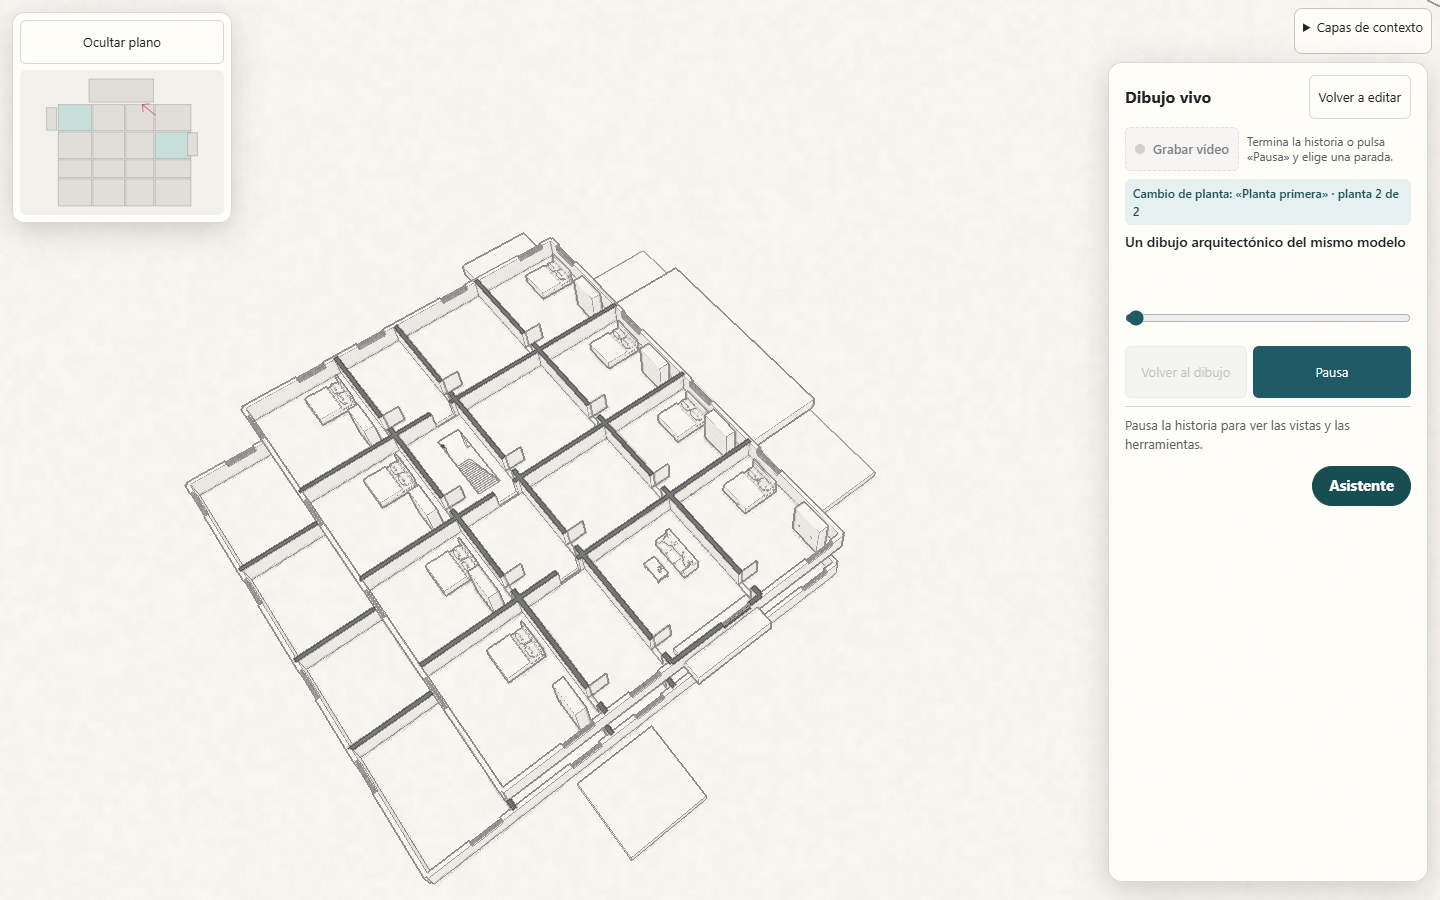 Ocultar plano
▶ Capas de contexto
Dibujo vivo
Volver a editar
Grabar vídeo
Termina la historia o pulsa
«Pausa» y elige una parada.
Cambio de planta: «Planta primera» · planta 2 de
2
Un dibujo arquitectónico del mismo modelo
Volver al dibujo
Pausa
Pausa la historia para ver las vistas y las
herramientas.
Asistente